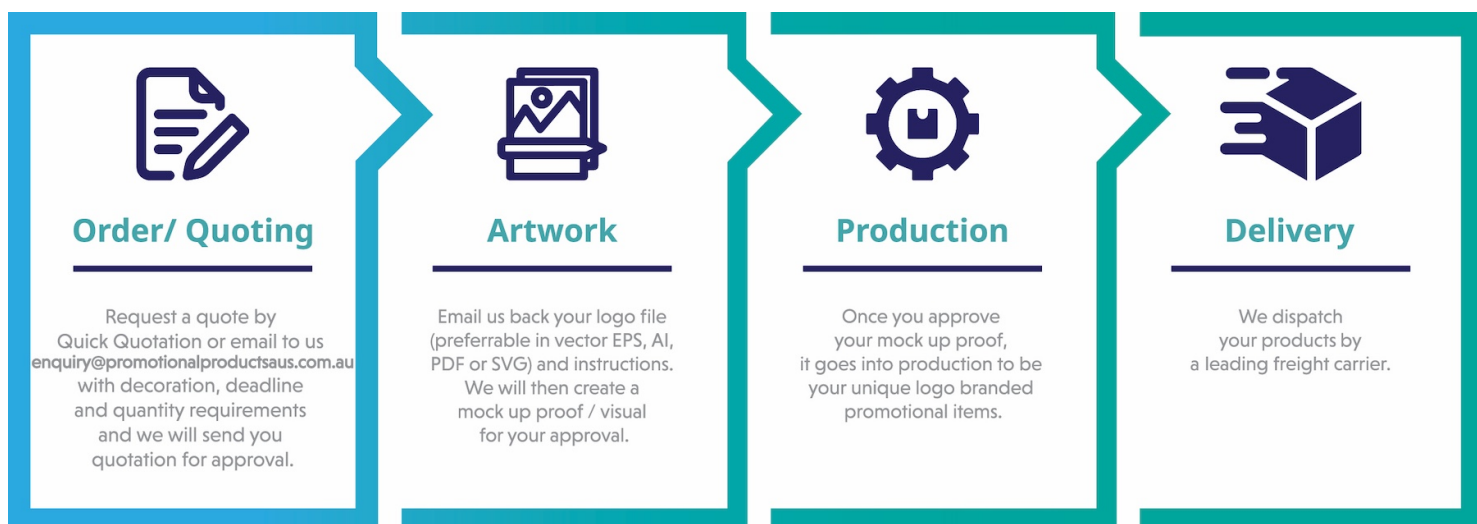 Order/ Quoting
Request a quote by
Quick Quotation or email to us
enquiry@promotionalproductsaus.com.au
with decoration, deadline
and quantity requirements
and we will send you
quotation for approval.
Artwork
Email us back your logo file
(preferrable in vector EPS, AI,
PDF or SVG) and instructions.
We will then create a
mock up proof / visual
for your approval.
Production
Once you approve
your mock up proof,
it goes into production to be
your unique logo branded
promotional items.
Delivery
We dispatch
your products by
a leading freight carrier.